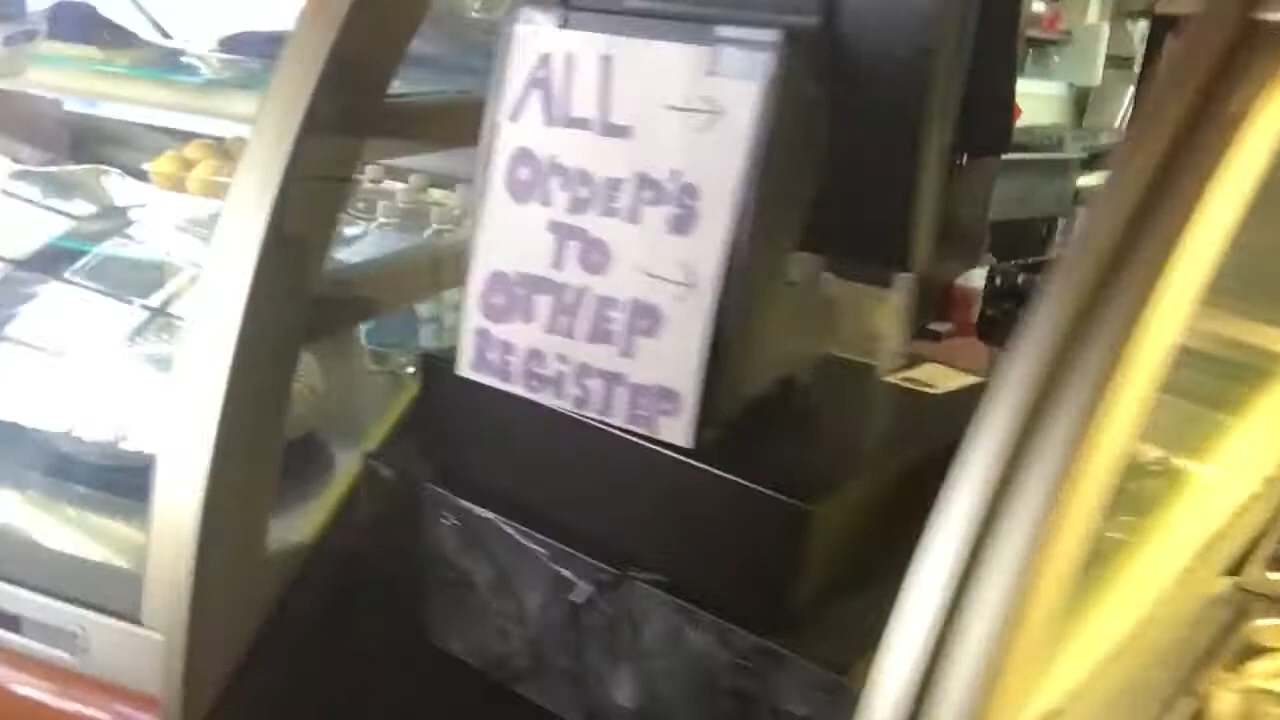 ALL →
OrDER'S
TO →
OTHER
REGiSTER